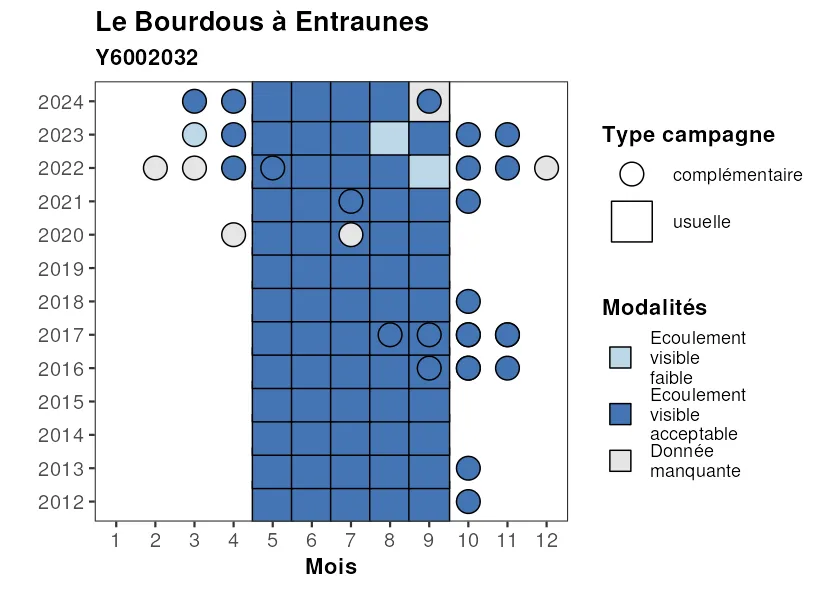 Le Bourdous à Entraunes
Y6002032
2024
2023
2022
2021
2020
2019
2018
2017
2016
2015
2014
2013
2012
1 2 3 4 5 6 7 8 9 10 11 12
Mois
Type campagne
complémentaire
usuelle
Modalités
Ecoulement
visible
faible
Ecoulement
visible
acceptable
Donnée
manquante